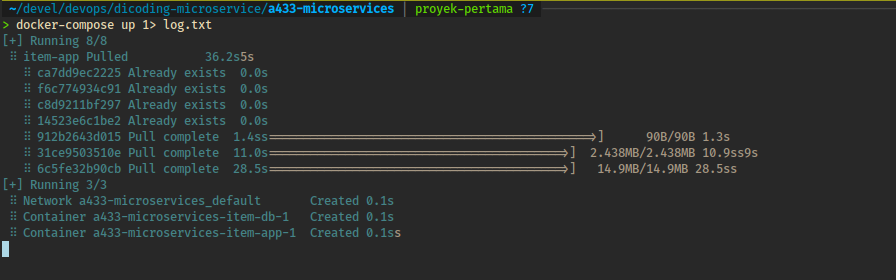 ~/devel/devops/dicoding-microservice/a433-microservices | proyek-pertama ?7
> docker-compose up 1> log.txt
[+] Running 8/8
⠿ item-app Pulled 36.2s5s
⠿ ca7dd9ec2225 Already exists 0.0s
⠿ f6c774934c91 Already exists 0.0s
⠿ c8d9211bf297 Already exists 0.0s
⠿ 14523e6c1be2 Already exists 0.0s
⠿ 912b2643d015 Pull complete 1.4ss==============================================>] 90B/90B 1.3s
⠿ 31ce9503510e Pull complete 11.0s==========================================>] 2.438MB/2.438MB 10.9ss9s
⠿ 6c5fe32b90cb Pull complete 28.5s==========================================>] 14.9MB/14.9MB 28.5ss
[+] Running 3/3
⠿ Network a433-microservices_default Created 0.1s
⠿ Container a433-microservices-item-db-1 Created 0.1s
⠿ Container a433-microservices-item-app-1 Created 0.1ss